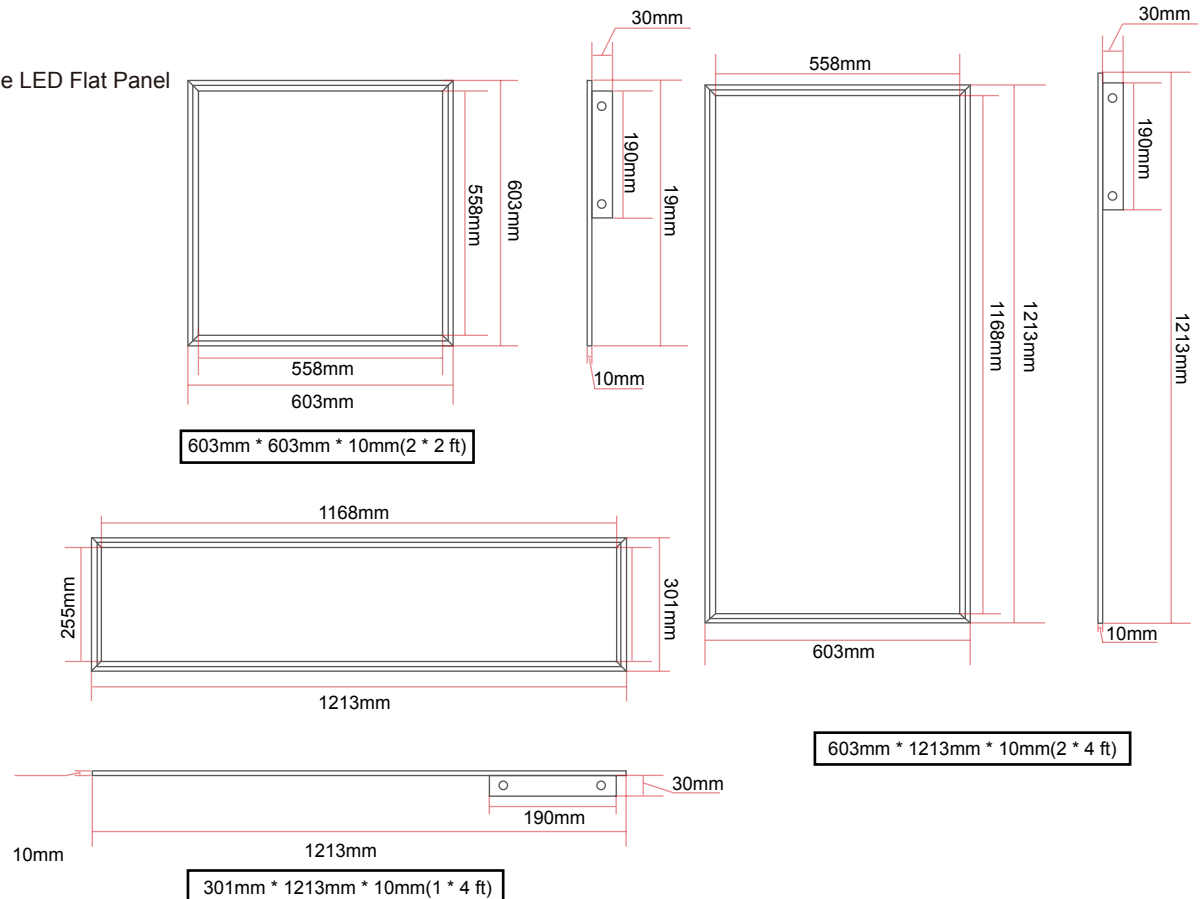 e LED Flat Panel
558mm
603mm
558mm
603mm
603mm * 603mm * 10mm(2 * 2 ft)
30mm
190mm
19mm
10mm
558mm
1168mm
1213mm
603mm
30mm
190mm
1213mm
10mm
603mm * 1213mm * 10mm(2 * 4 ft)
1168mm
255mm
301mm
1213mm
30mm
190mm
10mm
1213mm
301mm * 1213mm * 10mm(1 * 4 ft)